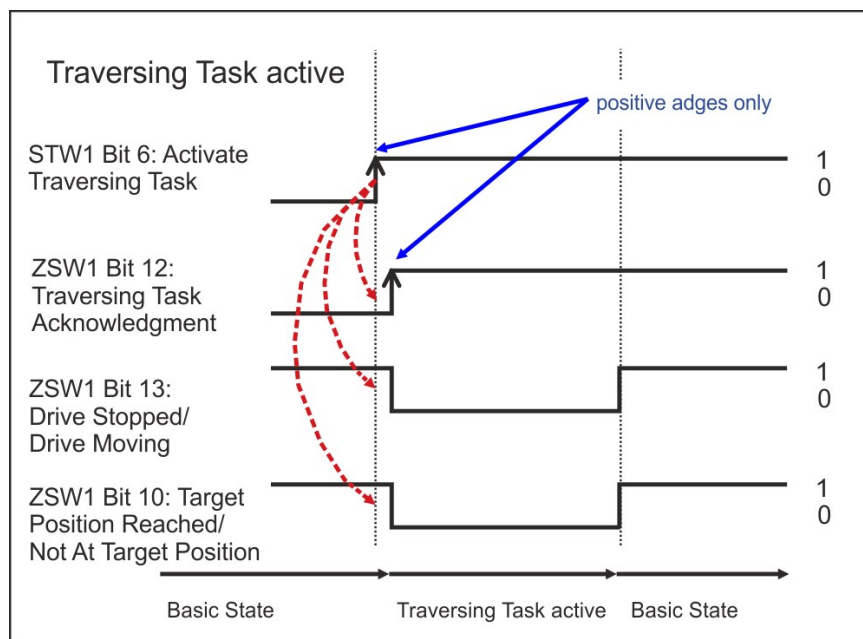 Traversing Task active
positive adges only
STW1 Bit 6: Activate
Traversing Task
1
0
ZSW1 Bit 12:
Traversing Task
Acknowledgment
1
0
ZSW1 Bit 13:
Drive Stopped/
Drive Moving
1
0
ZSW1 Bit 10: Target
Position Reached/
Not At Target Position
1
0
Basic State
Traversing Task active
Basic State